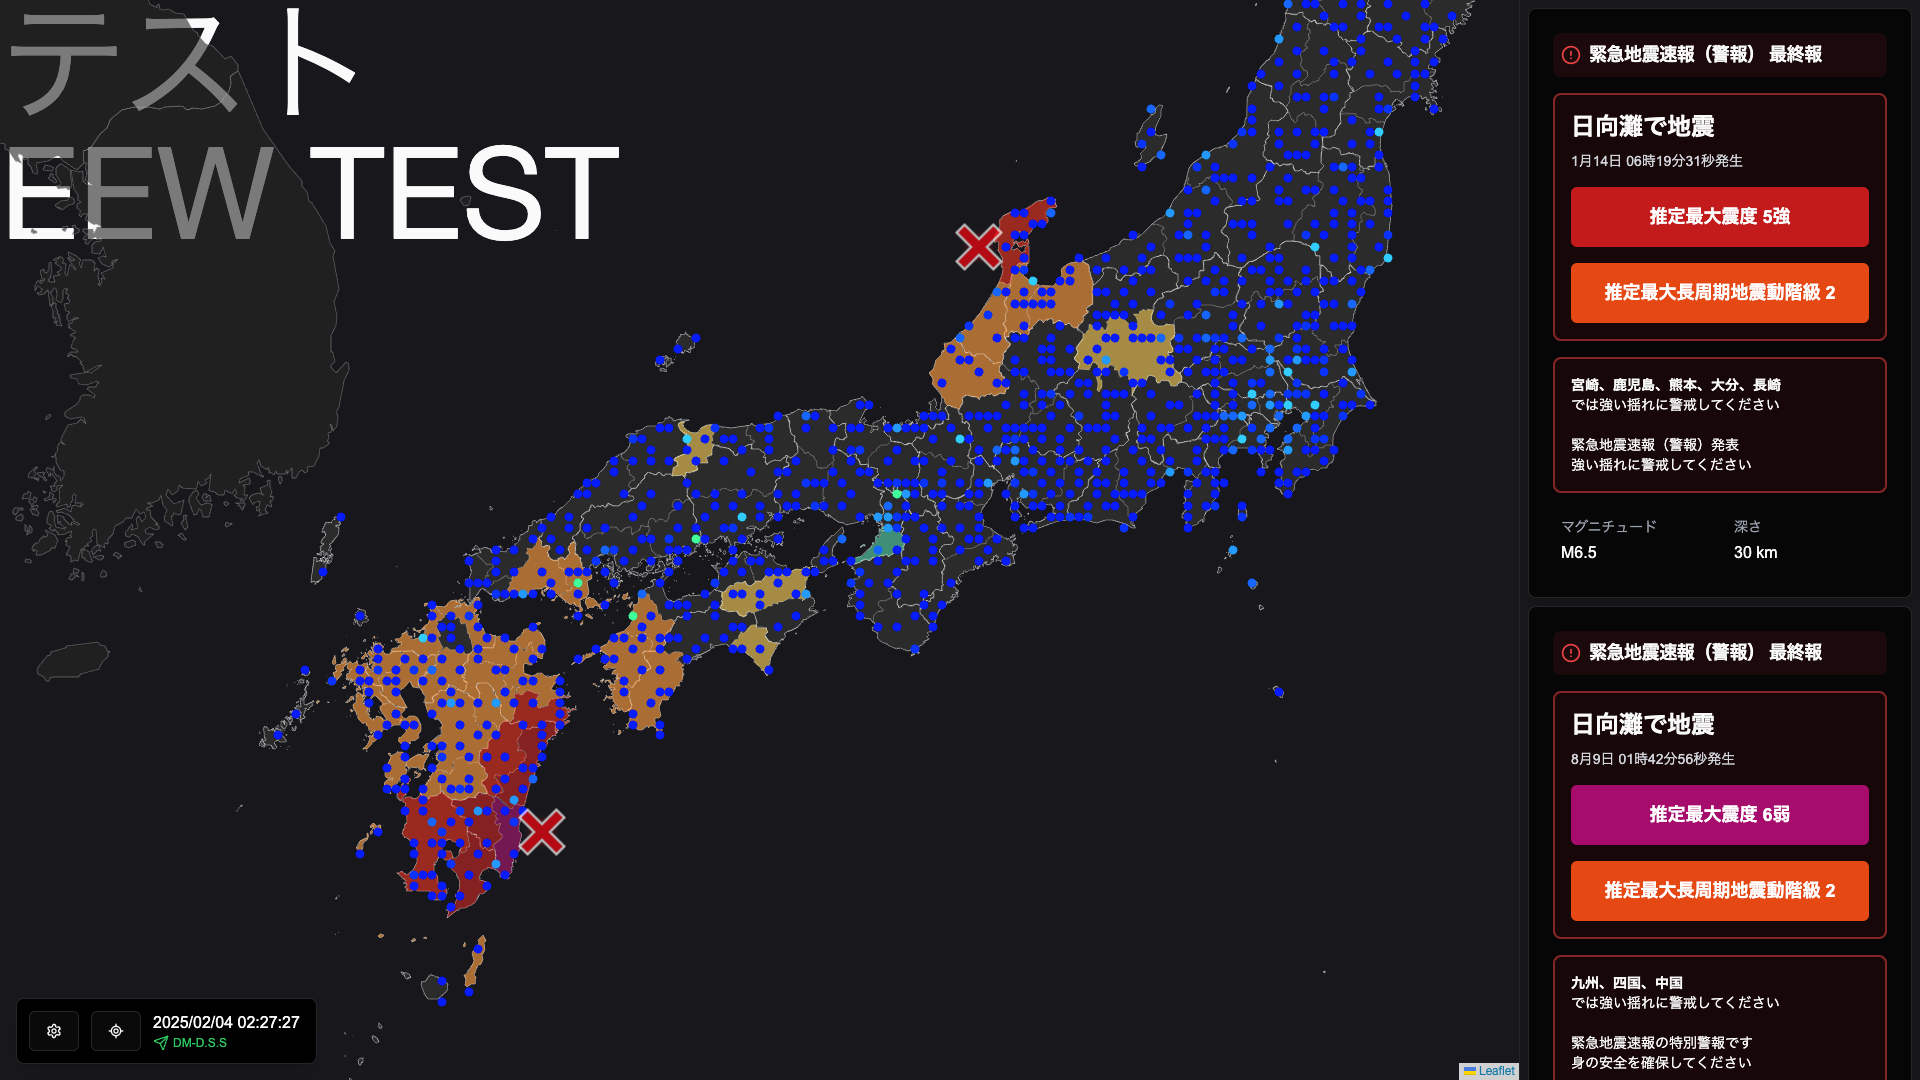 テスト
EEW TEST
緊急地震速報（警報） 最終報
日向灘で地震
1月14日 06時19分31秒発生
推定最大震度 5強
推定最大長周期地震動階級 2
宮崎、鹿児島、熊本、大分、長崎
では強い揺れに警戒してください
緊急地震速報（警報）発表
強い揺れに警戒してください
マグニチュード
深さ
M6.5
30 km
緊急地震速報（警報） 最終報
日向灘で地震
8月9日 01時42分56秒発生
推定最大震度 6弱
推定最大長周期地震動階級 2
九州、四国、中国
では強い揺れに警戒してください
緊急地震速報の特別警報です
身の安全を確保してください
2025/02/04 02:27:27
DM-D.S.S
Leaflet